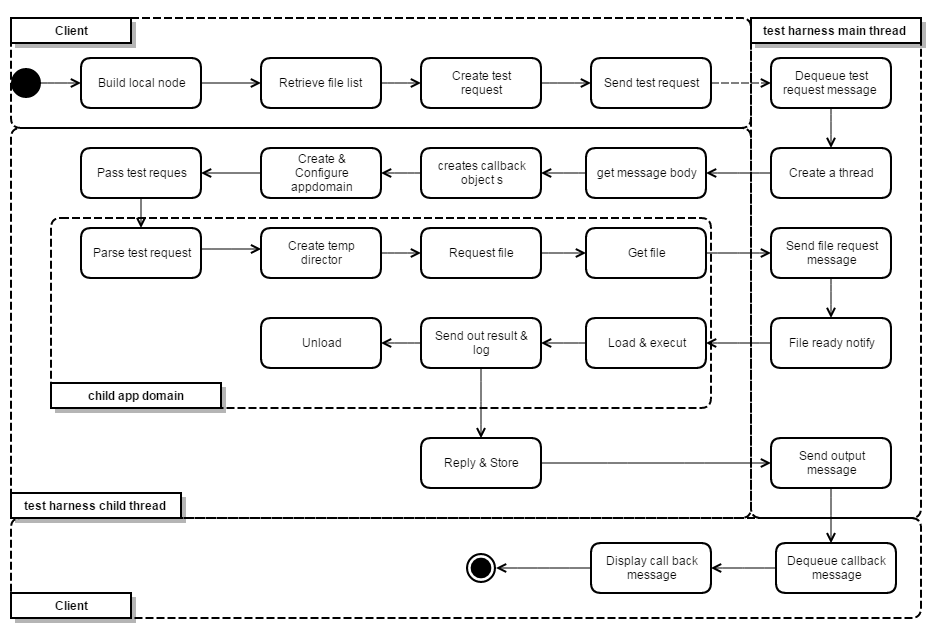 Client
test harness main thread
Build local node
Retrieve file list
Create test
request
Send test request
Dequeue test
request message
Pass test reques
Create &
Configure
appdomain
creates callback
object s
get message body
Create a thread
Parse test request
Create temp
director
Request file
Get file
Send file request
message
Unload
Send out result &
log
Load & execut
File ready notify
child app domain
Reply & Store
Send output
message
test harness child thread
Display call back
message
Dequeue callback
message
Client